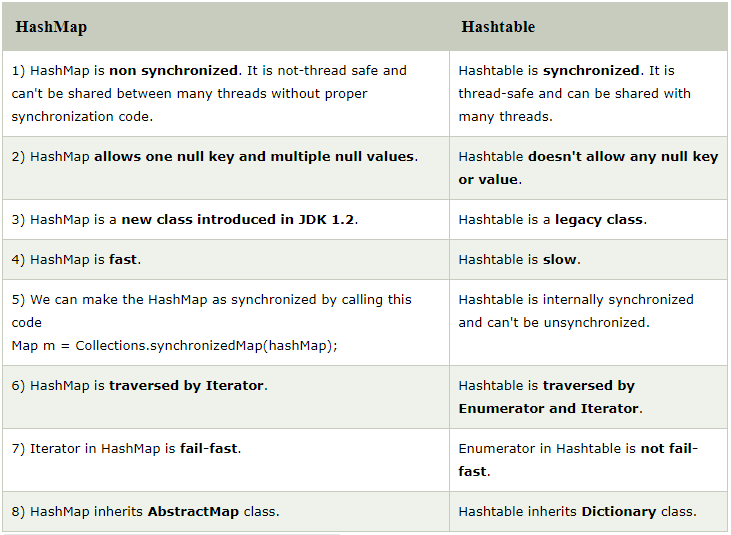 HashMap
Hashtable
1) HashMap is non synchronized. It is not-thread safe and
can't be shared between many threads without proper
synchronization code.
Hashtable is synchronized. It is
thread-safe and can be shared with
many threads.
2) HashMap allows one null key and multiple null values.
Hashtable doesn't allow any null key
or value.
3) HashMap is a new class introduced in JDK 1.2.
Hashtable is a legacy class.
4) HashMap is fast.
Hashtable is slow.
5) We can make the HashMap as synchronized by calling this
code
Map m = Collections.synchronizedMap(hashMap);
Hashtable is internally synchronized
and can't be unsynchronized.
6) HashMap is traversed by Iterator.
Hashtable is traversed by
Enumerator and Iterator.
7) Iterator in HashMap is fail-fast.
Enumerator in Hashtable is not fail-
fast.
8) HashMap inherits AbstractMap class.
Hashtable inherits Dictionary class.